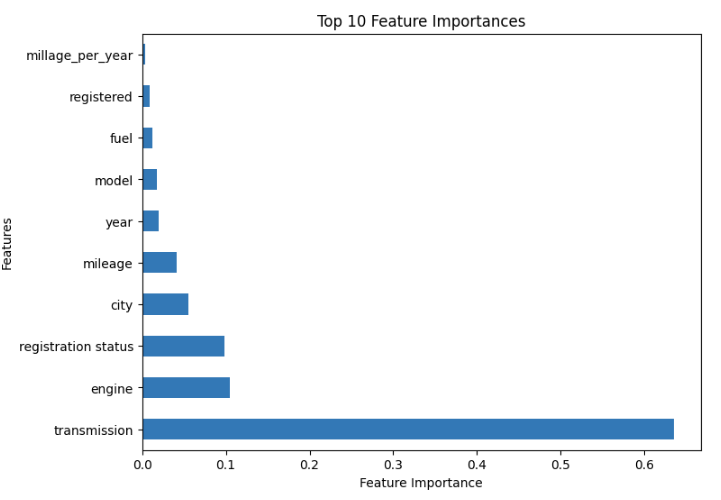 Top 10 Feature Importances
millage_per_year
registered
fuel
model
year
mileage
city
registration status
engine
transmission
Features
0.0 0.1 0.2 0.3 0.4 0.5 0.6
Feature Importance